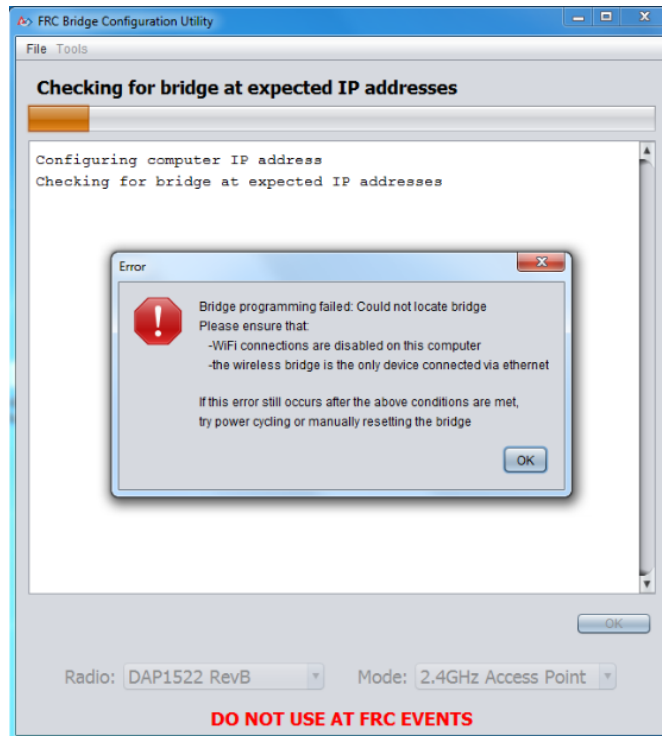 FRC Bridge Configuration Utility
File Tools
Checking for bridge at expected IP addresses
Configuring computer IP address
Checking for bridge at expected IP addresses
Error
Bridge programming failed: Could not locate bridge
Please ensure that:
-WiFi connections are disabled on this computer
-the wireless bridge is the only device connected via ethernet
If this error still occurs after the above conditions are met,
try power cycling or manually resetting the bridge
OK
OK
Radio: DAP1522 RevB Mode: 2.4GHz Access Point
DO NOT USE AT FRC EVENTS